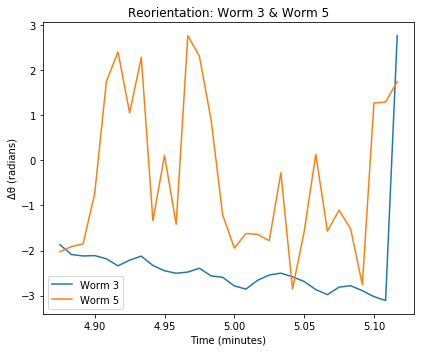 Reorientation: Worm 3 & Worm 5
3
2
1
0
−1
−2
−3
Δθ (radians)
Worm 3
Worm 5
4.90 4.95 5.00 5.05 5.10
Time (minutes)